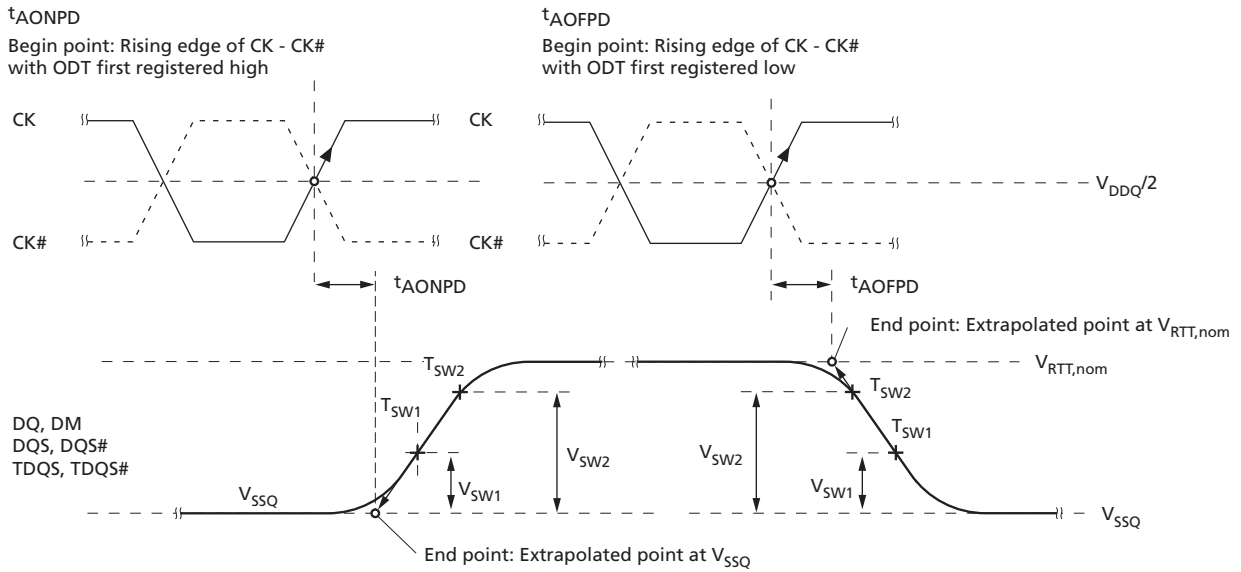 tAONPD
Begin point: Rising edge of CK - CK#
with ODT first registered high
tAOFPD
Begin point: Rising edge of CK - CK#
with ODT first registered low
CK
CK
VDDQ/2
CK#
CK#
tAONPD
tAOFPD
End point: Extrapolated point at VRTT,nom
VRTT,nom
TSW2
TSW2
TSW1
TSW1
DQ, DM
DQS, DQS#
TDQS, TDQS#
VSW2
VSW2
VSW1
VSW1
VSSQ
VSSQ
End point: Extrapolated point at VSSQ